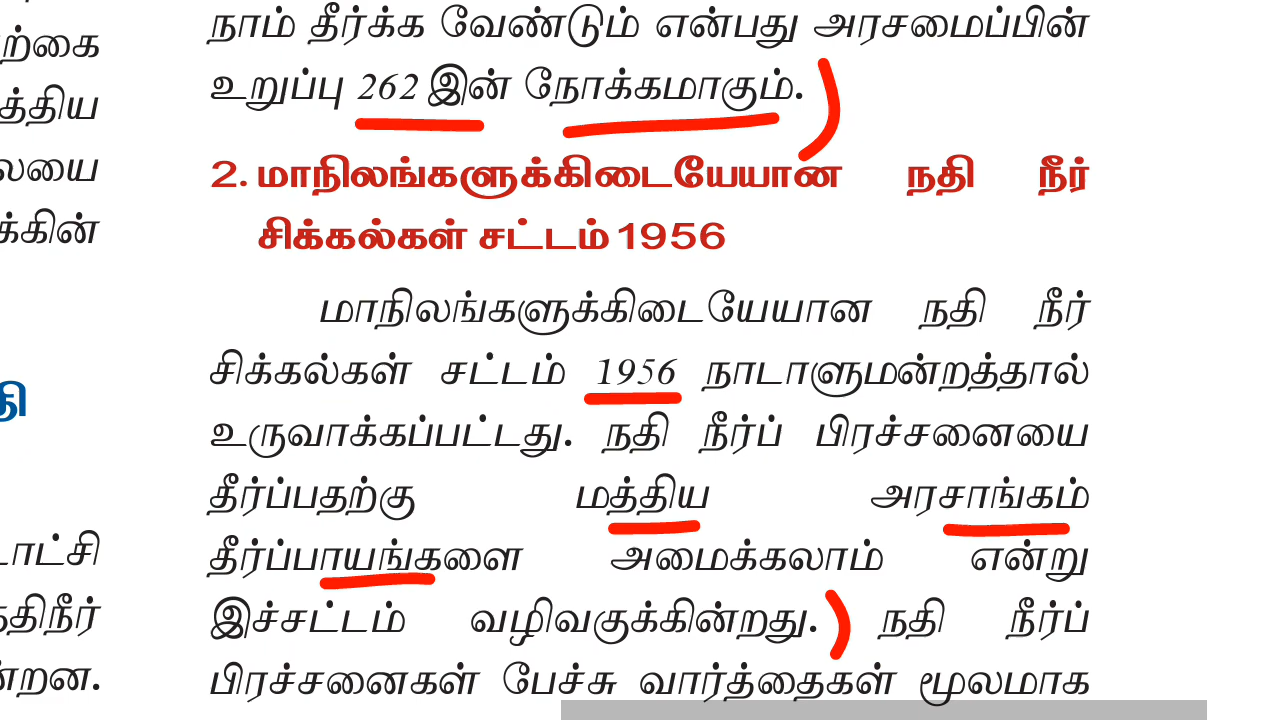 நாம் தீர்க்க வேண்டும் என்பது அரசமைப்பின்
உறுப்பு 262 இன் நோக்கமாகும்.
2. மாநிலங்களுக்கிடையேயான நதி நீர்
சிக்கல்கள் சட்டம் 1956
மாநிலங்களுக்கிடையேயான நதி நீர்
சிக்கல்கள் சட்டம் 1956 நாடாளுமன்றத்தால்
உருவாக்கப்பட்டது. நதி நீர்ப் பிரச்சனையை
தீர்ப்பதற்கு மத்திய அரசாங்கம்
தீர்ப்பாயங்களை அமைக்கலாம் என்று
இச்சட்டம் வழிவகுக்கின்றது. நதி நீர்ப்
பிரச்சனைகள் பேச்சு வார்த்தைகள் மூலமாக